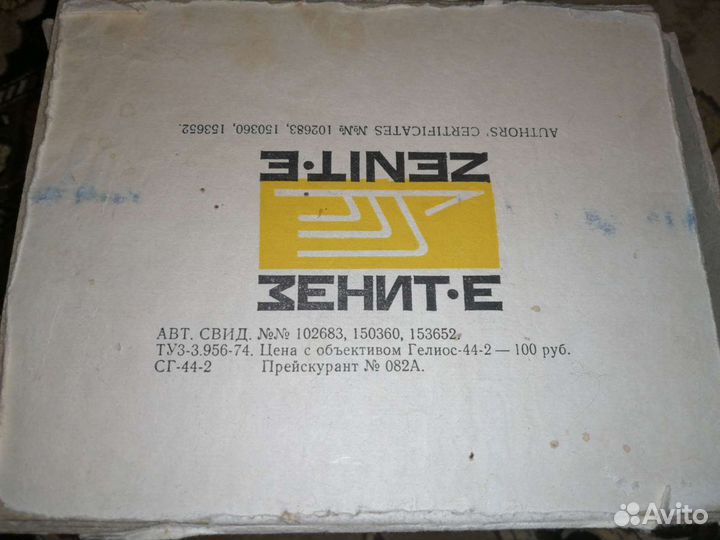 AUTHORS' CERTIFICATES №№ 102683, 150360, 153652.
ZENIT·E
ЗЕНИТ·Е
АВТ. СВИД. №№ 102683, 150360, 153652.
ТУЗ-3.956-74. Цена с объективом Гелиос-44-2 — 100 руб.
СГ-44-2 Прейскурант № 082А.
Avito